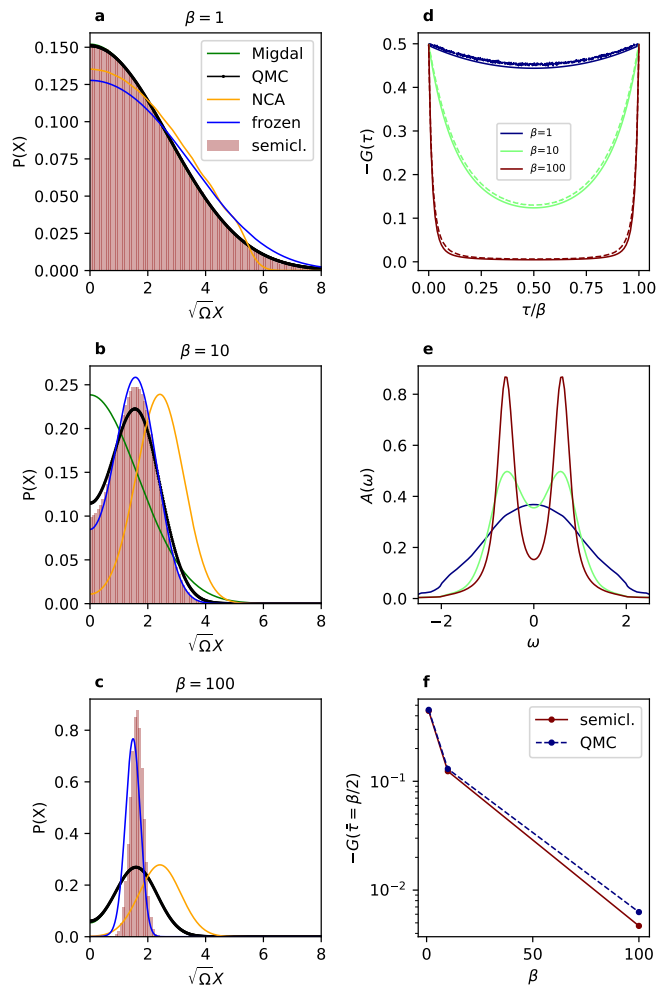 a
β = 1
P(X)
0.150
0.125
0.100
0.075
0.050
0.025
0.000
0
2
4
6
8
√ΩX
Migdal
QMC
NCA
frozen
semicl.
d
−G(τ)
0.5
0.4
0.3
0.2
0.1
0.0
0.00
0.25
0.50
0.75
1.00
τ/β
β=1
β=10
β=100
b
β = 10
P(X)
0.25
0.20
0.15
0.10
0.05
0.00
0
2
4
6
8
√ΩX
e
A(ω)
0.8
0.6
0.4
0.2
0.0
−2
0
2
ω
c
β = 100
P(X)
0.8
0.6
0.4
0.2
0.0
0
2
4
6
8
√ΩX
f
−G(τ̄ = β/2)
10⁻¹
10⁻²
0
50
100
β
semicl.
QMC